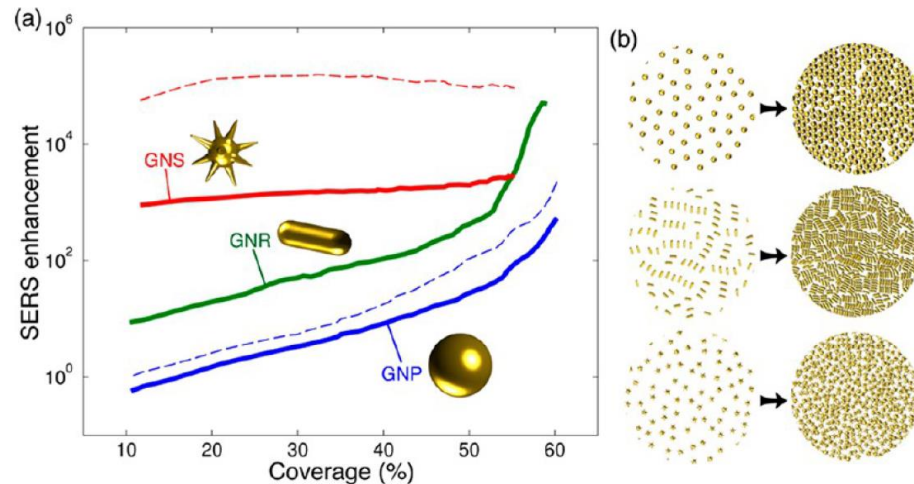 (a)
10^6
10^4
10^2
10^0
SERS enhancement
GNS
GNR
GNP
10 20 30 40 50 60
Coverage (%)
(b)